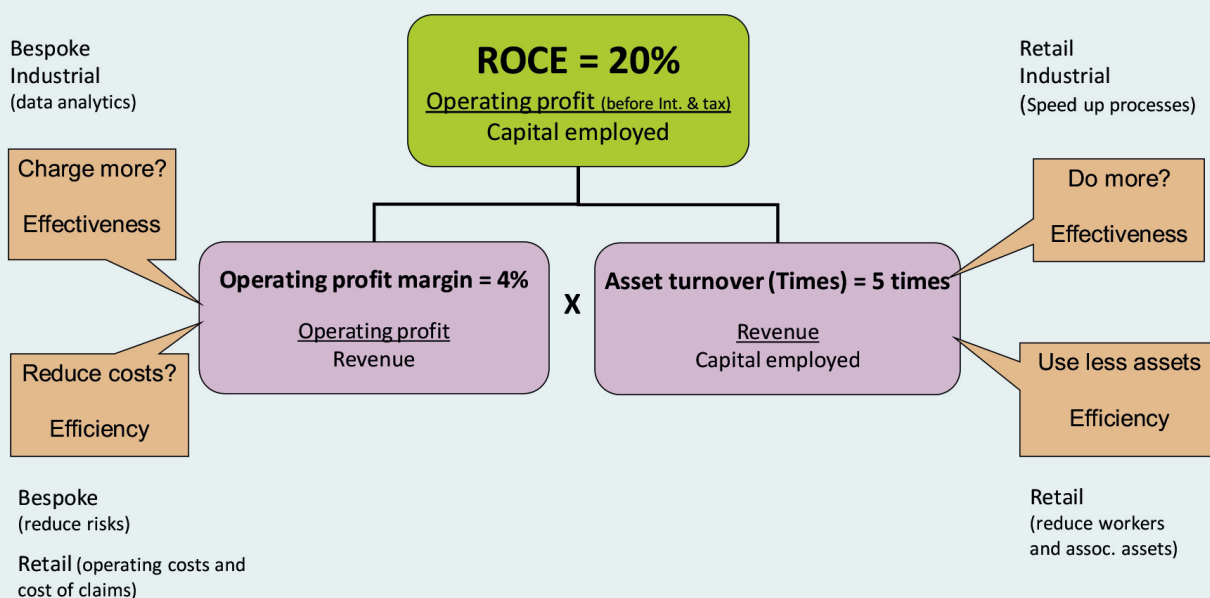 Bespoke
Industrial
(data analytics)
ROCE = 20%
Operating profit (before Int. & tax)
Capital employed
Retail
Industrial
(Speed up processes)
Charge more?
Effectiveness
Do more?
Effectiveness
Operating profit margin = 4%
Operating profit
Revenue
X
Asset turnover (Times) = 5 times
Revenue
Capital employed
Reduce costs?
Efficiency
Use less assets
Efficiency
Bespoke
(reduce risks)
Retail (operating costs and
cost of claims)
Retail
(reduce workers
and assoc. assets)